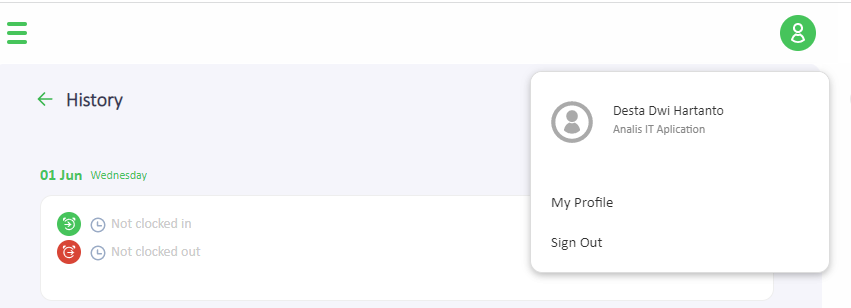 History
01 Jun Wednesday
Not clocked in
Not clocked out
Desta Dwi Hartanto
Analis IT Aplication
My Profile
Sign Out